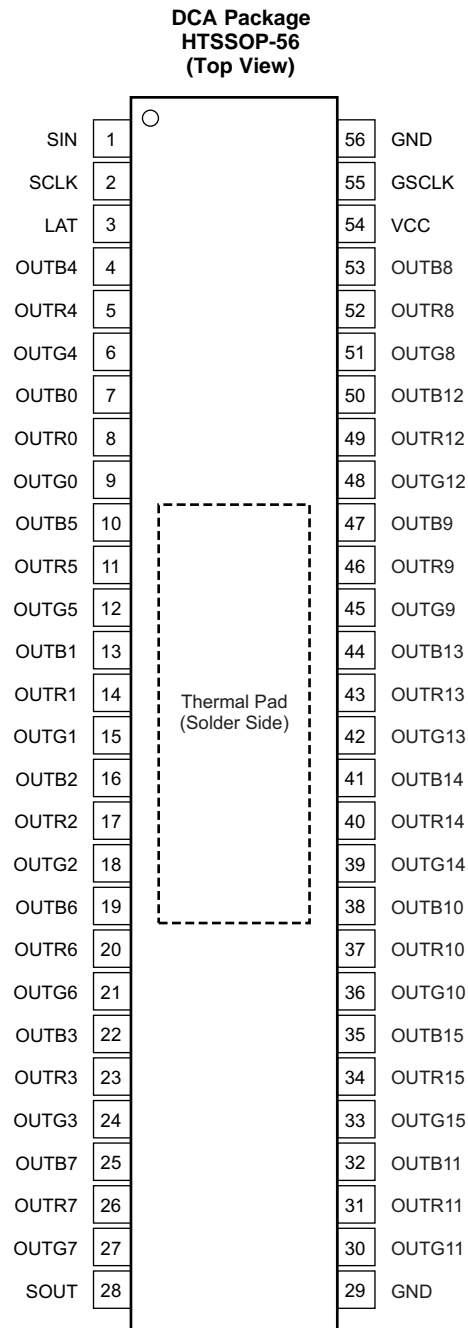 DCA Package
HTSSOP-56
(Top View)
SIN 1 56 GND
SCLK 2 55 GSCLK
LAT 3 54 VCC
OUTB4 4 53 OUTB8
OUTR4 5 52 OUTR8
OUTG4 6 51 OUTG8
OUTB0 7 50 OUTB12
OUTR0 8 49 OUTR12
OUTG0 9 48 OUTG12
OUTB5 10 47 OUTB9
OUTR5 11 46 OUTR9
OUTG5 12 45 OUTG9
OUTB1 13 44 OUTB13
OUTR1 14 43 OUTR13
OUTG1 15 42 OUTG13
OUTB2 16 41 OUTB14
OUTR2 17 40 OUTR14
OUTG2 18 39 OUTG14
OUTB6 19 38 OUTB10
OUTR6 20 37 OUTR10
OUTG6 21 36 OUTG10
OUTB3 22 35 OUTB15
OUTR3 23 34 OUTR15
OUTG3 24 33 OUTG15
OUTB7 25 32 OUTB11
OUTR7 26 31 OUTR11
OUTG7 27 30 OUTG11
SOUT 28 29 GND
Thermal Pad
(Solder Side)